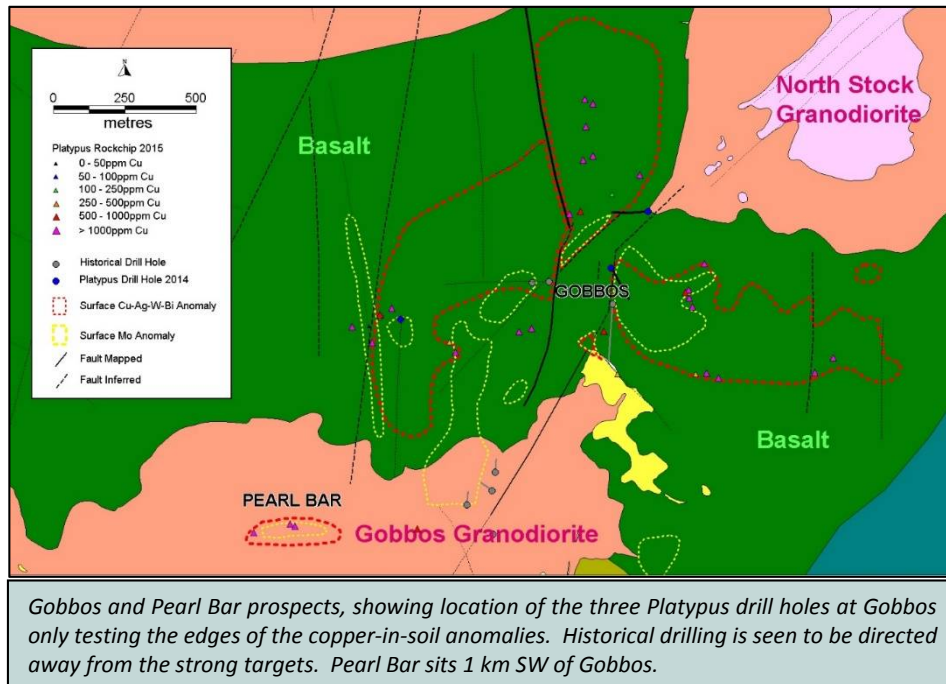 North Stock
Granodiorite
N
0 250 500
metres
Platypus Rockchip 2015
0 - 50ppm Cu
50 - 100ppm Cu
100 - 250ppm Cu
250 - 500ppm Cu
500 - 1000ppm Cu
> 1000ppm Cu
Historical Drill Hole
Platypus Drill Hole 2014
Surface Cu-Ag-W-Bi Anomaly
Surface Mo Anomaly
Fault Mapped
Fault Inferred
Basalt
GOBBOS
Basalt
PEARL BAR
Gobbos Granodiorite
Gobbos and Pearl Bar prospects, showing location of the three Platypus drill holes at Gobbos
only testing the edges of the copper-in-soil anomalies. Historical drilling is seen to be directed
away from the strong targets. Pearl Bar sits 1 km SW of Gobbos.